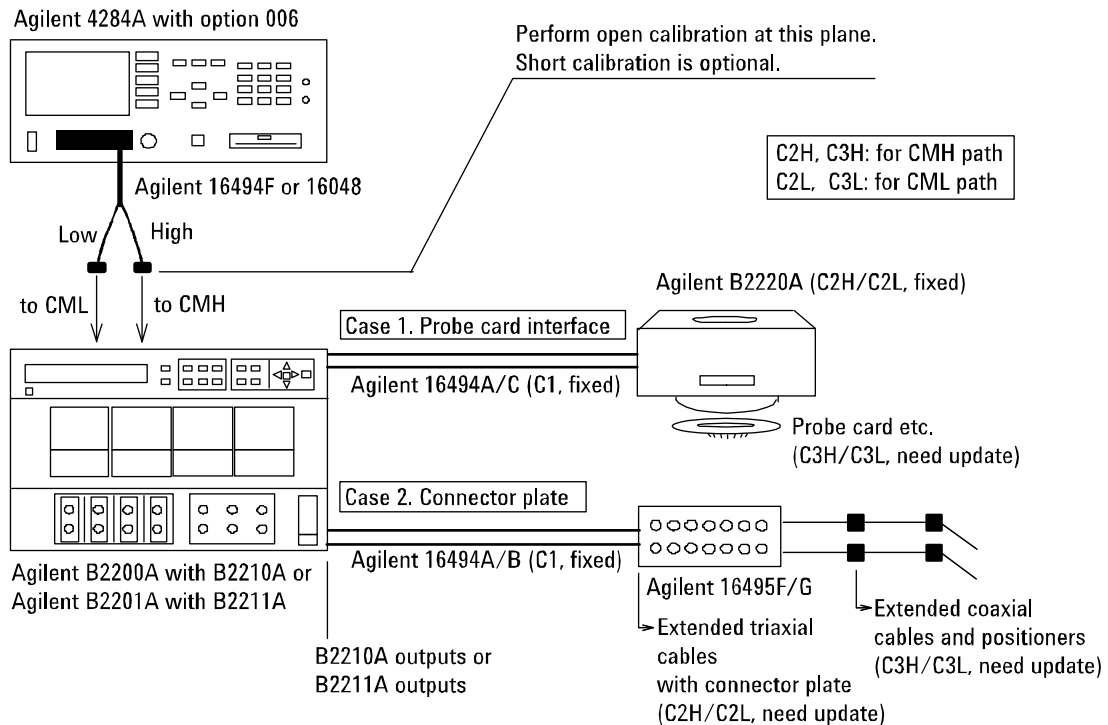 Agilent 4284A with option 006
Perform open calibration at this plane.
Short calibration is optional.
C2H, C3H: for CMH path
C2L, C3L: for CML path
Agilent 16494F or 16048
Low
High
to CML
to CMH
Agilent B2220A (C2H/C2L, fixed)
Case 1. Probe card interface
Agilent 16494A/C (C1, fixed)
Probe card etc.
(C3H/C3L, need update)
Case 2. Connector plate
Agilent 16494A/B (C1, fixed)
Agilent B2200A with B2210A or
Agilent B2201A with B2211A
Agilent 16495F/G
Extended coaxial
cables and positioners
(C3H/C3L, need update)
Extended triaxial
cables
with connector plate
(C2H/C2L, need update)
B2210A outputs or
B2211A outputs